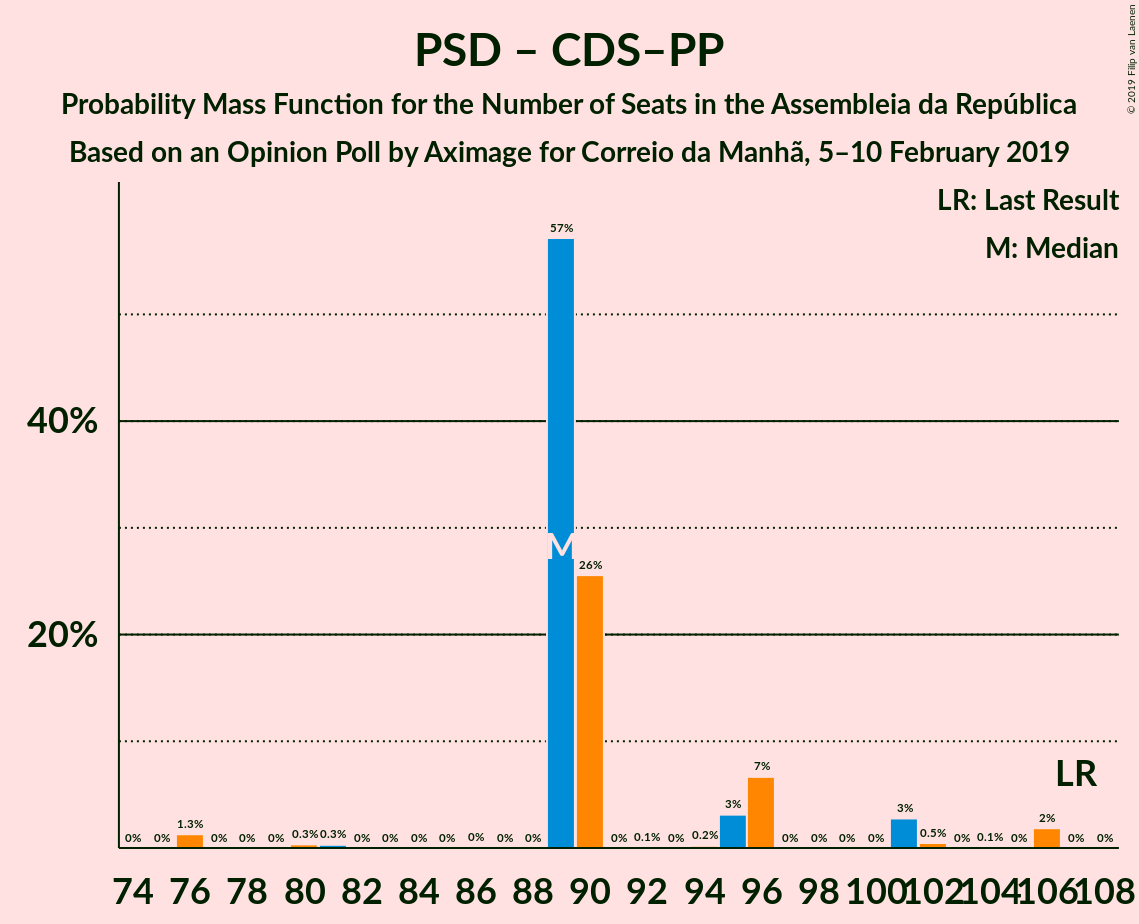 PSD – CDS–PP
Probability Mass Function for the Number of Seats in the Assembleia da República
Based on an Opinion Poll by Aximage for Correio da Manhã, 5–10 February 2019
© 2019 Filip van Laenen
LR: Last Result
M: Median
40%
20%
0% 0% 1.3% 0% 0% 0% 0.3% 0.3% 0% 0% 0% 0% 0% 0% 0% 57% 26% 0% 0.1% 0% 0.2% 3% 7% 0% 0% 0% 0% 3% 0.5% 0% 0.1% 0% 2% 0% 0%
M
LR
74 76 78 80 82 84 86 88 90 92 94 96 98 100 102 104 106 108